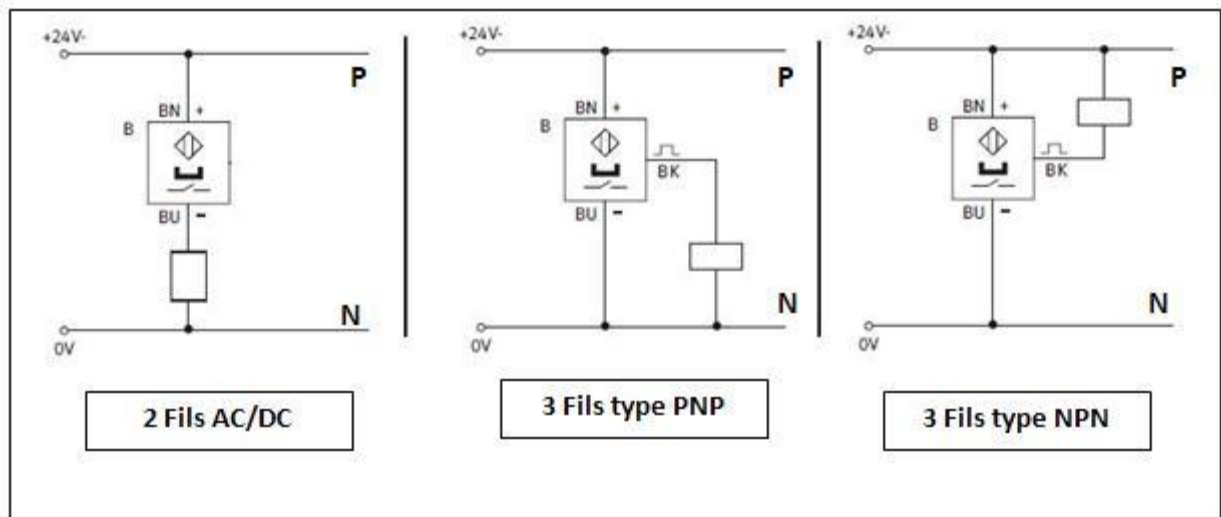 +24V-
P
BN +
B
BU -
N
0V
2 Fils AC/DC
+24V-
P
BN +
B
BK
BU -
N
0V
3 Fils type PNP
+24V-
P
BN +
B
BK
BU -
N
0V
3 Fils type NPN